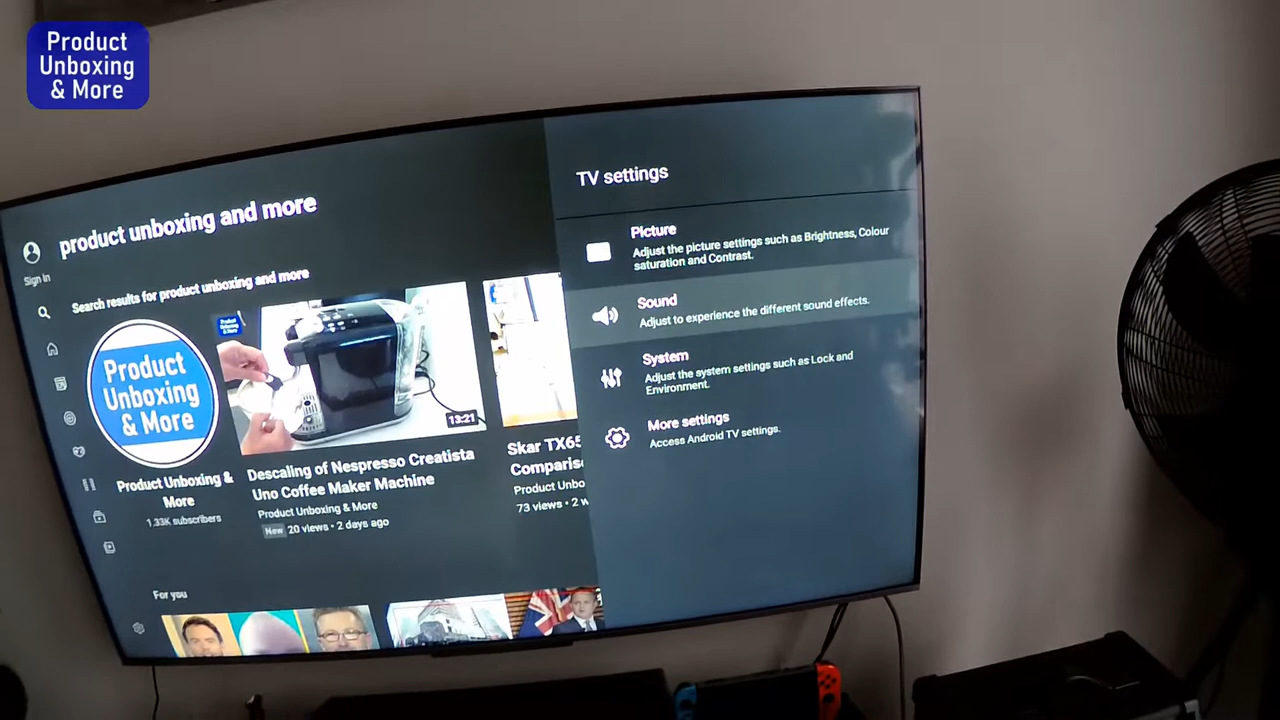 Product
Unboxing
& More
product unboxing and more
Sign in
Search results for product unboxing and more
Product
Unboxing
& More
Product Unboxing &
More
1.33K subscribers
Product
Unboxing
& More
13:21
Descaling of Nespresso Creatista
Uno Coffee Maker Machine
Product Unboxing & More
New 20 views • 2 days ago
Skar TX65
Comparis
Product Unbo
73 views • 2 w
For you
TV settings
Picture
Adjust the picture settings such as Brightness, Colour
saturation and Contrast.
Sound
Adjust to experience the different sound effects.
System
Adjust the system settings such as Lock and
Environment.
More settings
Access Android TV settings.